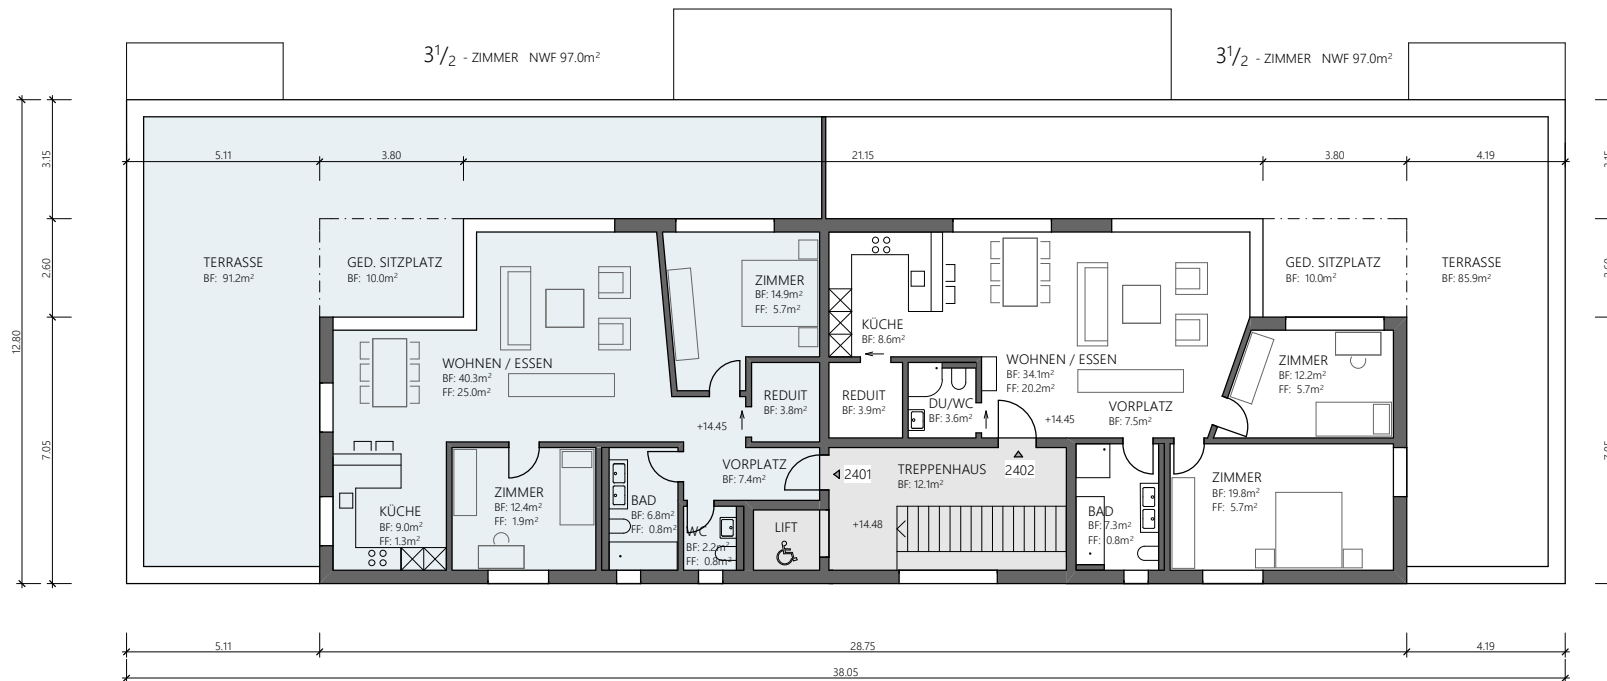 3 1/2 - ZIMMER NWF 97.0m²
3 1/2 - ZIMMER NWF 97.0m²
5.11
3.80
21.15
3.80
4.19
3.15
2.60
7.05
12.80
TERRASSE
BF: 91.2m²
GED. SITZPLATZ
BF: 10.0m²
ZIMMER
BF: 14.9m²
FF: 5.7m²
GED. SITZPLATZ
BF: 10.0m²
TERRASSE
BF: 85.9m²
KÜCHE
BF: 8.6m²
WOHNEN / ESSEN
BF: 40.3m²
FF: 25.0m²
WOHNEN / ESSEN
BF: 34.1m²
FF: 20.2m²
ZIMMER
BF: 12.2m²
FF: 5.7m²
REDUIT
BF: 3.8m²
REDUIT
BF: 3.9m²
DU/WC
BF: 3.6m²
VORPLATZ
BF: 7.5m²
+14.45
+14.45
VORPLATZ
BF: 7.4m²
2401
TREPPENHAUS
BF: 12.1m²
2402
ZIMMER
BF: 12.4m²
FF: 1.9m²
BAD
BF: 6.8m²
FF: 0.8m²
ZIMMER
BF: 19.8m²
FF: 5.7m²
KÜCHE
BF: 9.0m²
FF: 1.3m²
WC
BF: 2.2m²
FF: 0.8m²
LIFT
+14.48
BAD
BF: 7.3m²
FF: 0.8m²
5.11
28.75
4.19
38.05